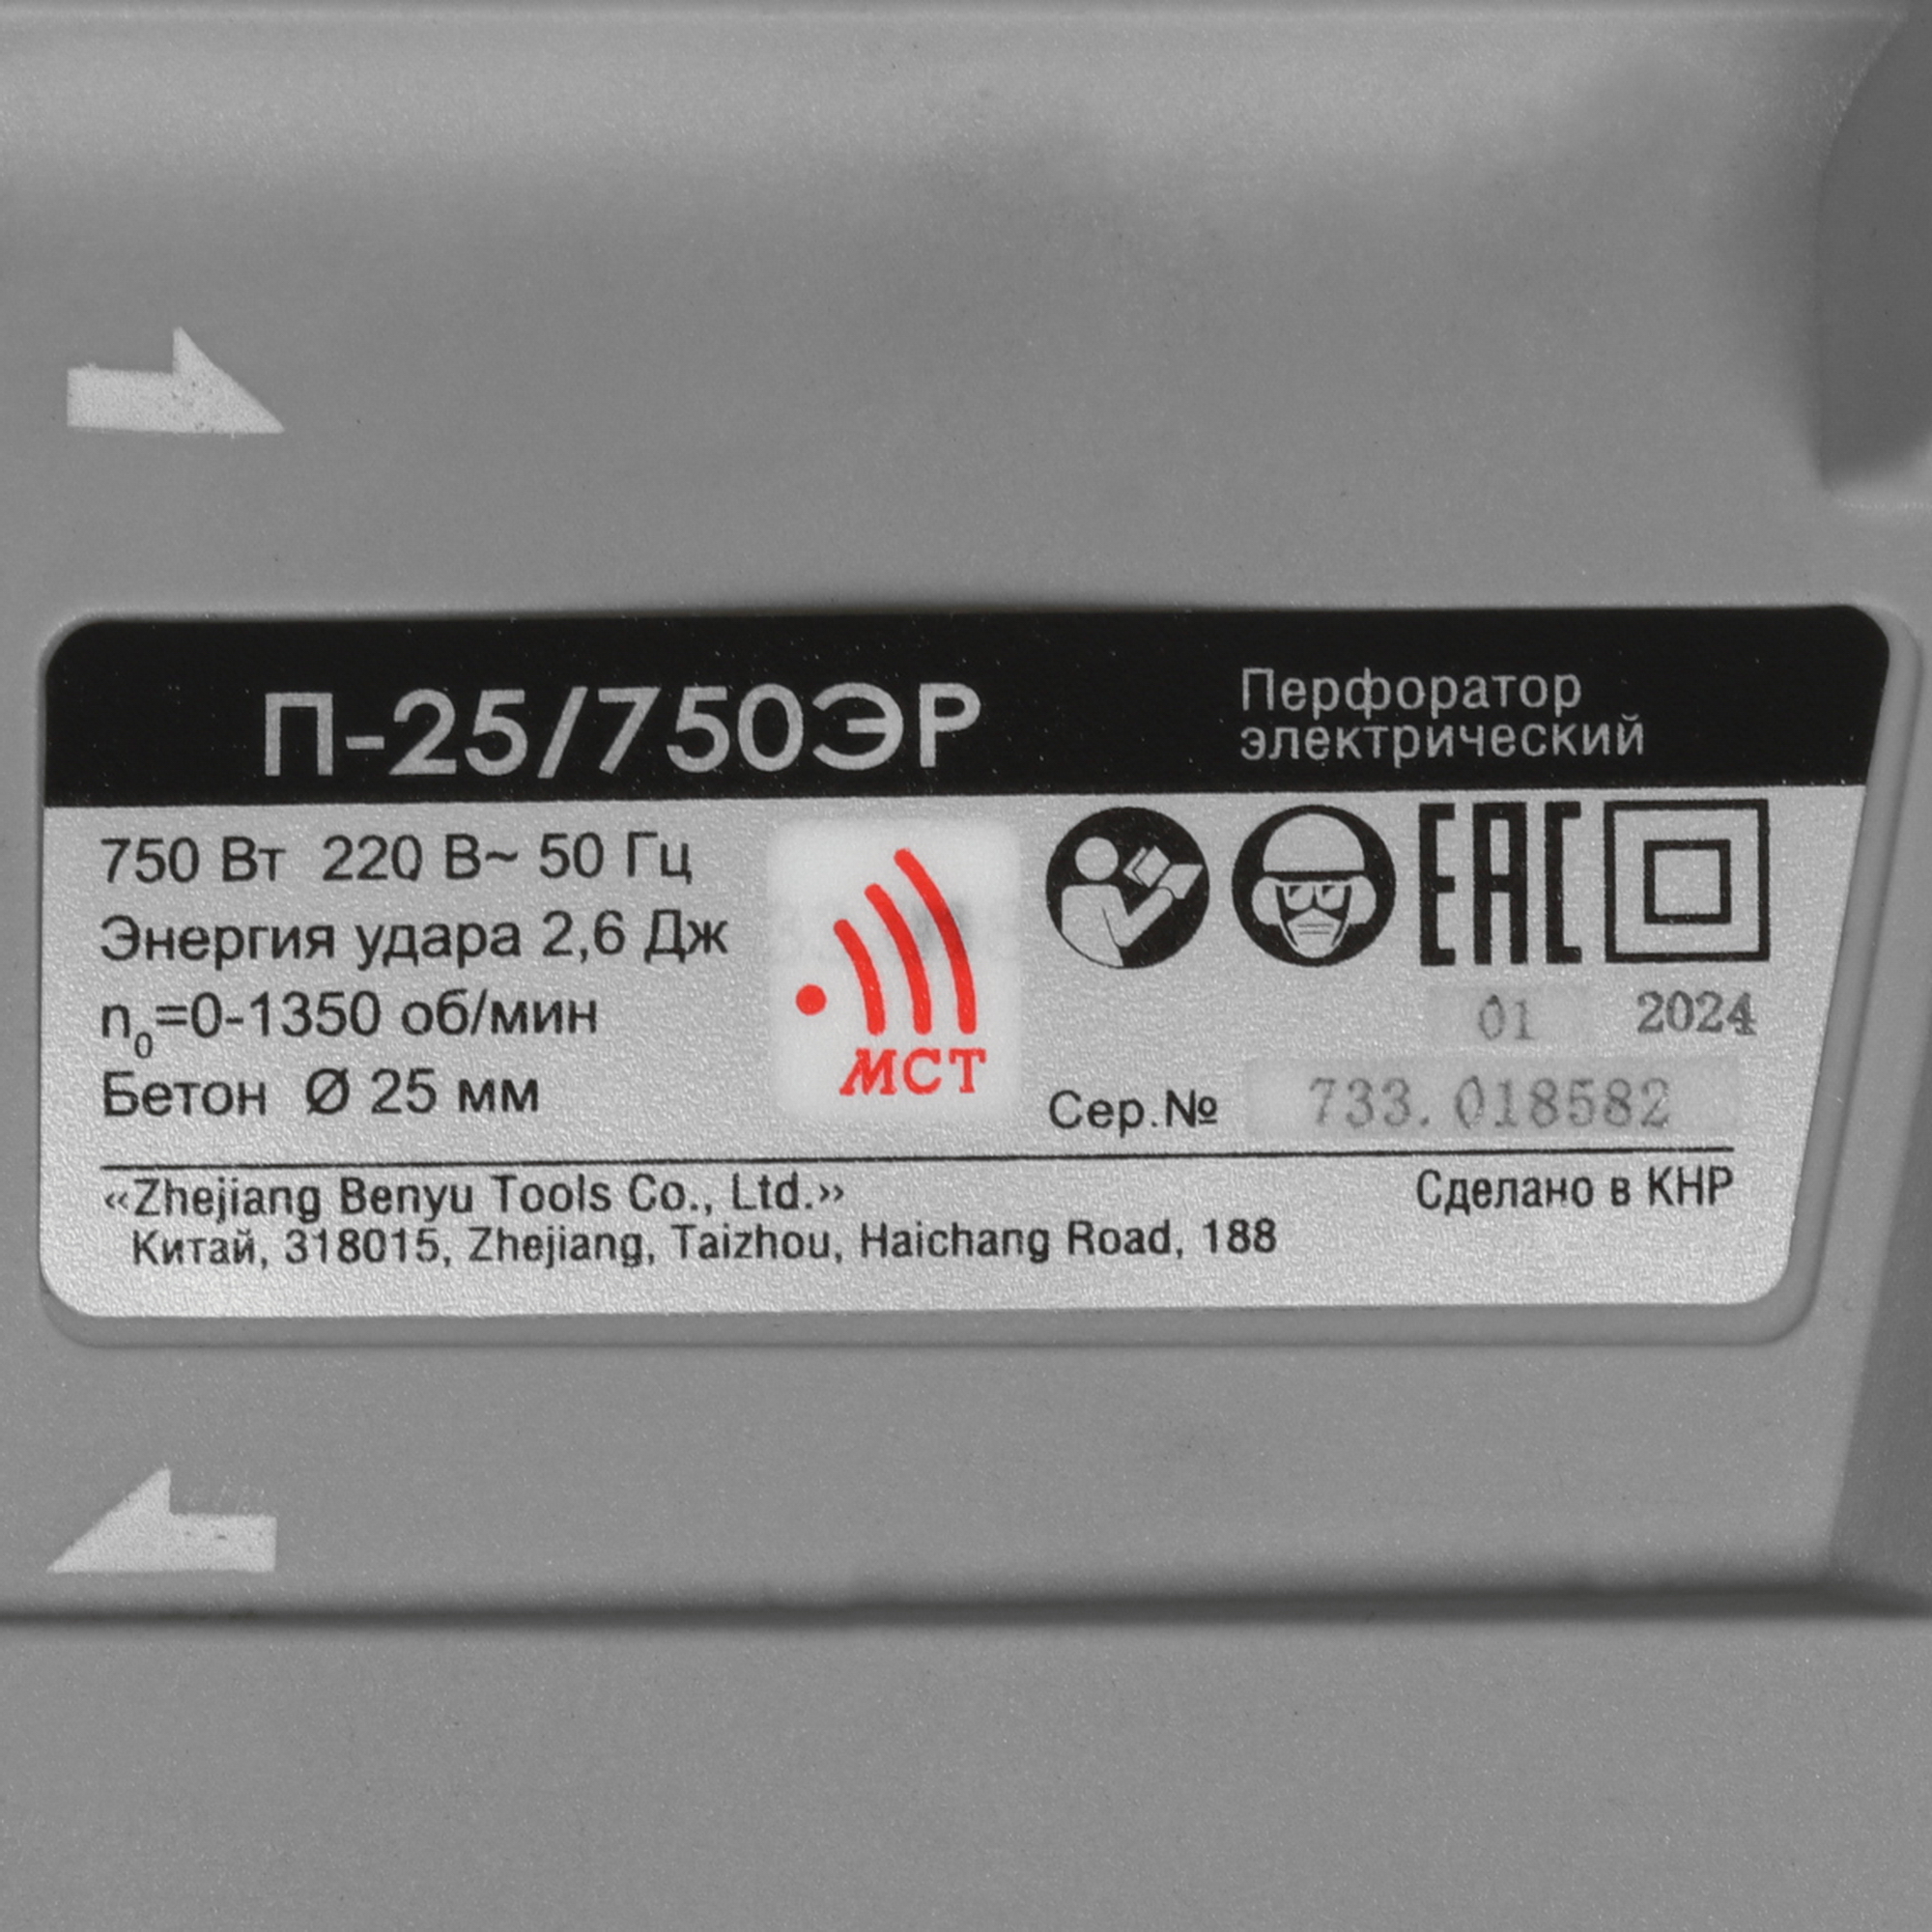 П-25/750ЭР
Перфоратор
электрический
750 Вт 220 В~ 50 Гц
Энергия удара 2,6 Дж
n₀=0-1350 об/мин
Бетон Ø 25 мм
МСТ
EAC
01 2024
Сер.№ 733. 018582
«Zhejiang Benyu Tools Co., Ltd.»
Сделано в КНР
Китай, 318015, Zhejiang, Taizhou, Haichang Road, 188